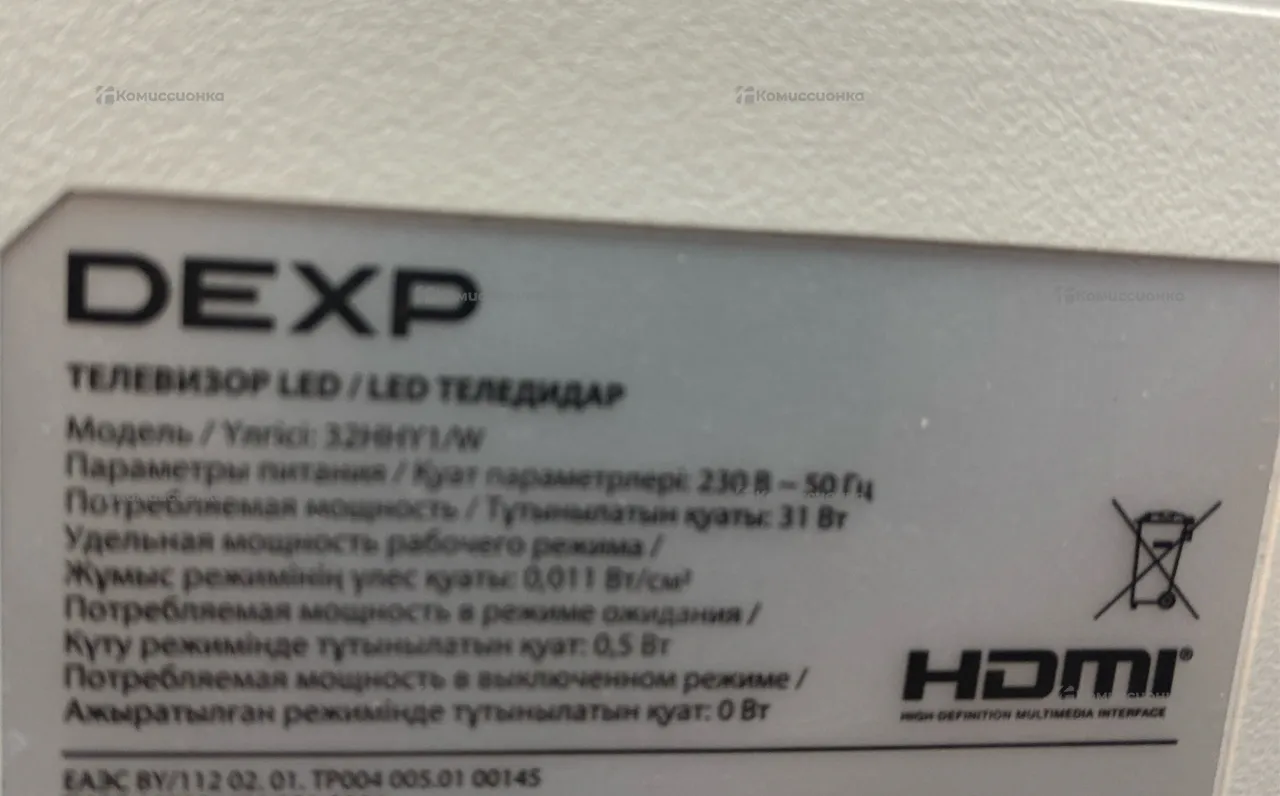 Комиссионка Комиссионка
DEXP
Комиссионка
ТЕЛЕВИЗОР LED / LED ТЕЛЕДИДАР
Модель / Үлгісі: 32HHY1/W
Параметры питания / Қуат параметрлері: 230 В ~ 50 Гц
Потребляемая мощность / Тұтынылатын қуаты: 31 Вт
Удельная мощность рабочего режима /
Жұмыс режимінің үлес қуаты: 0,011 Вт/см²
Потребляемая мощность в режиме ожидания /
Күту режимінде тұтынылатын қуат: 0,5 Вт
Потребляемая мощность в выключенном режиме /
Ажыратылған режимінде тұтынылатын қуат: 0 Вт
HDMI®
HIGH-DEFINITION MULTIMEDIA INTERFACE
ЕАЭС BY/112 02. 01. ТР004 005.01 00145